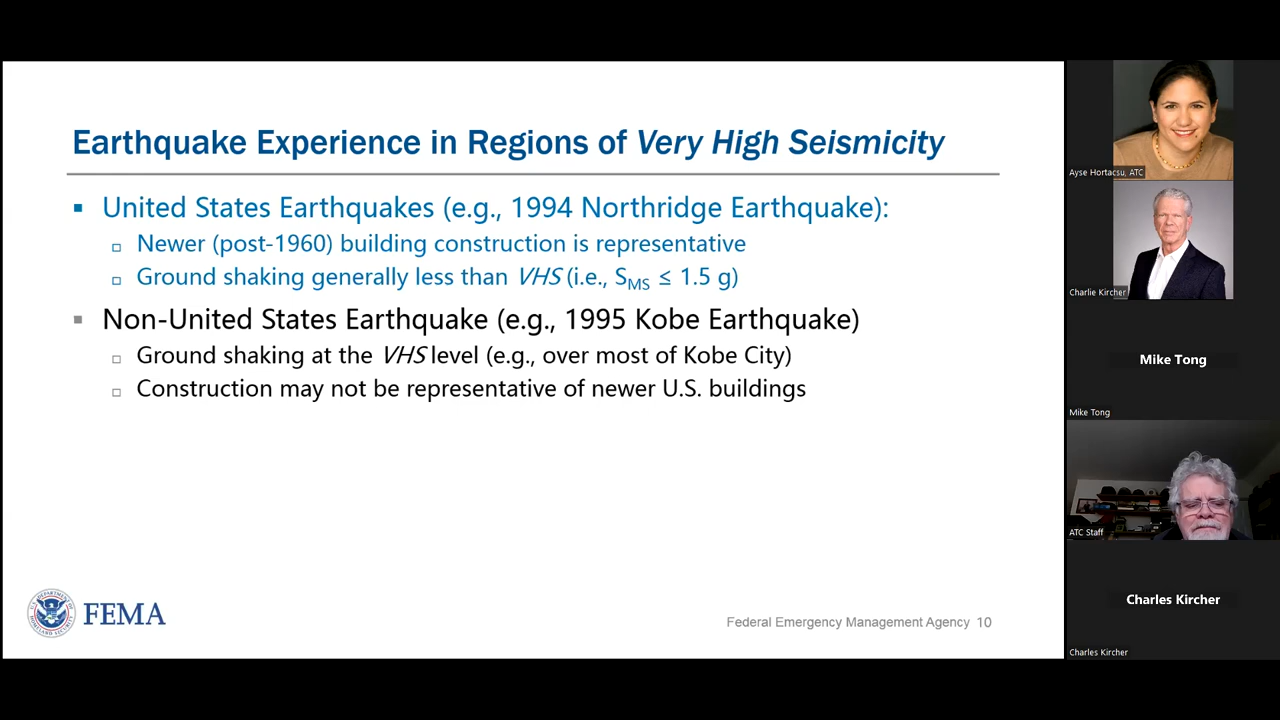 Earthquake Experience in Regions of Very High Seismicity
▪ United States Earthquakes (e.g., 1994 Northridge Earthquake):
▫ Newer (post-1960) building construction is representative
▫ Ground shaking generally less than VHS (i.e., SMS ≤ 1.5 g)
▪ Non-United States Earthquake (e.g., 1995 Kobe Earthquake)
▫ Ground shaking at the VHS level (e.g., over most of Kobe City)
▫ Construction may not be representative of newer U.S. buildings
FEMA
Federal Emergency Management Agency 10
Ayse Hortacsu, ATC
Charlie Kircher
Mike Tong
Mike Tong
ATC Staff
Charles Kircher
Charles Kircher